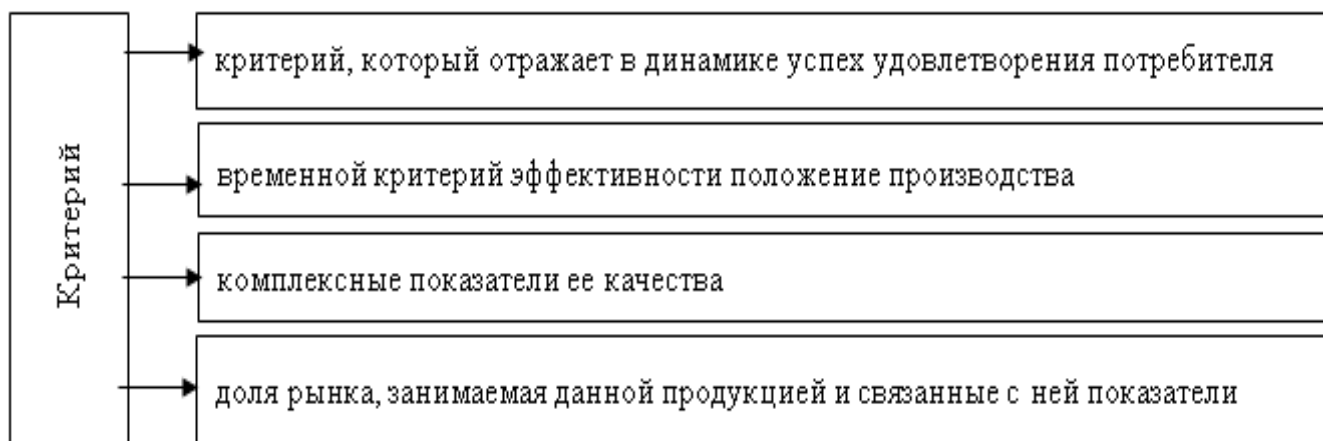 Критерий
критерий, который отражает в динамике успех удовлетворения потребителя
временной критерий эффективности положение производства
комплексные показатели ее качества
доля рынка, занимаемая данной продукцией и связанные с ней показатели